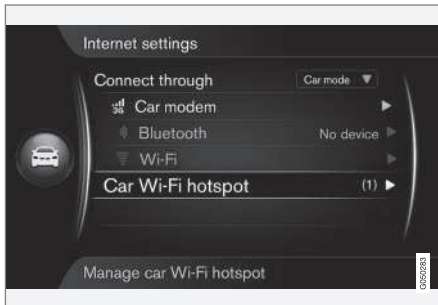 Internet settings
Connect through Car mode
3G Car modem
Bluetooth No device
Wi-Fi
Car Wi-Fi hotspot (1)
Manage car Wi-Fi hotspot
G050283